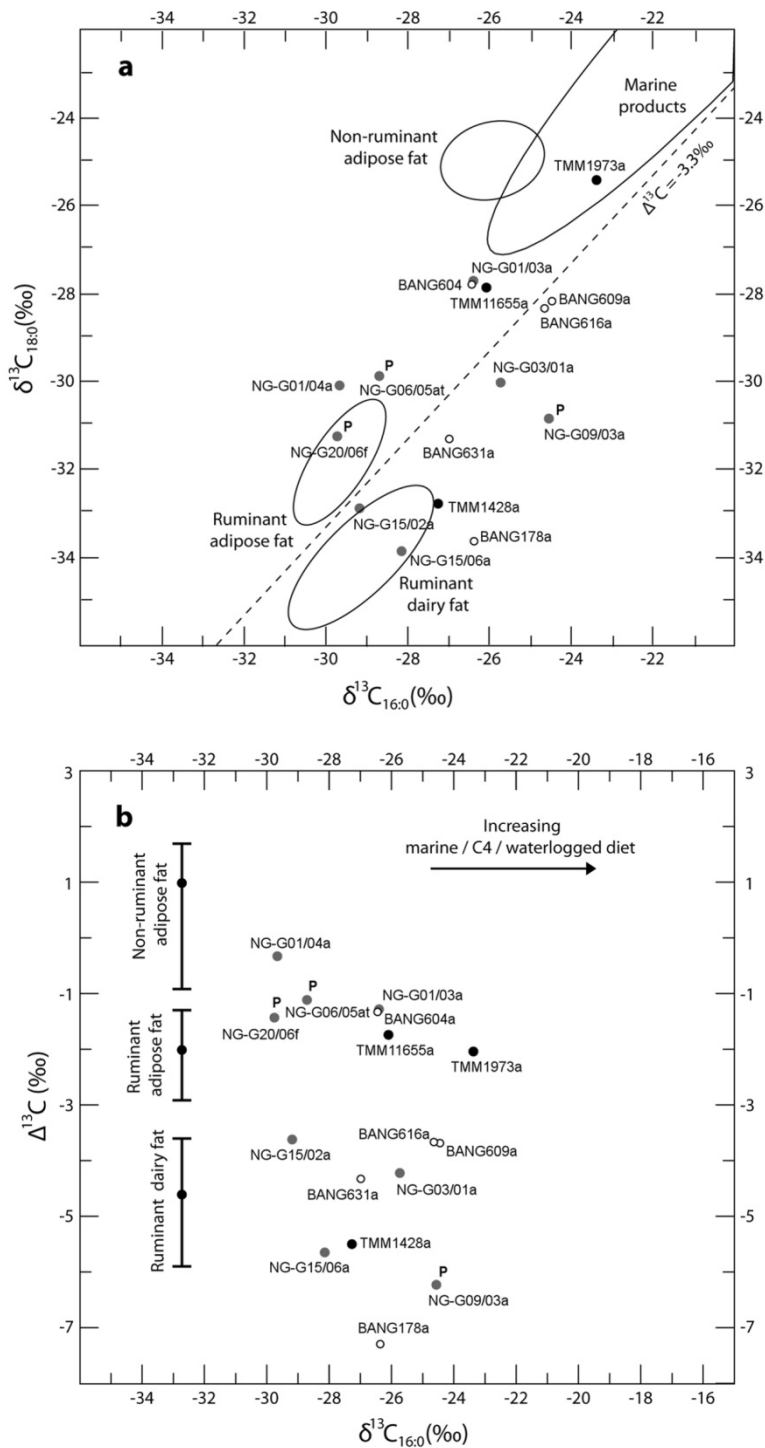 -34 -32 -30 -28 -26 -24 -22
a
Marine
products
Non-ruminant
adipose fat
TMM1973a
Δ¹³C = -3.3‰
NG-G01/03a
BANG604
TMM11655a
BANG609a
BANG616a
P
NG-G01/04a
NG-G06/05at
NG-G03/01a
P
NG-G09/03a
P
NG-G20/06f
BANG631a
TMM1428a
Ruminant
adipose fat
NG-G15/02a
BANG178a
NG-G15/06a
Ruminant
dairy fat
-24 -24
-26 -26
-28 -28
-30 -30
-32 -32
-34 -34
δ¹³C₁₈:₀(‰)
-34 -32 -30 -28 -26 -24 -22
δ¹³C₁₆:₀(‰)
-34 -32 -30 -28 -26 -24 -22 -20 -18 -16
3 3
b
Increasing
marine / C4 / waterlogged diet
Non-ruminant
adipose fat
1 1
NG-G01/04a
-1 -1
P
P
NG-G01/03a
NG-G06/05at
BANG604a
NG-G20/06f
TMM11655a
TMM1973a
Ruminant
adipose fat
-3 -3
Δ¹³C (‰)
BANG616a
BANG609a
NG-G15/02a
BANG631a
NG-G03/01a
Ruminant dairy fat
-5 -5
TMM1428a
NG-G15/06a
P
NG-G09/03a
BANG178a
-7 -7
-34 -32 -30 -28 -26 -24 -22 -20 -18 -16
δ¹³C₁₆:₀(‰)